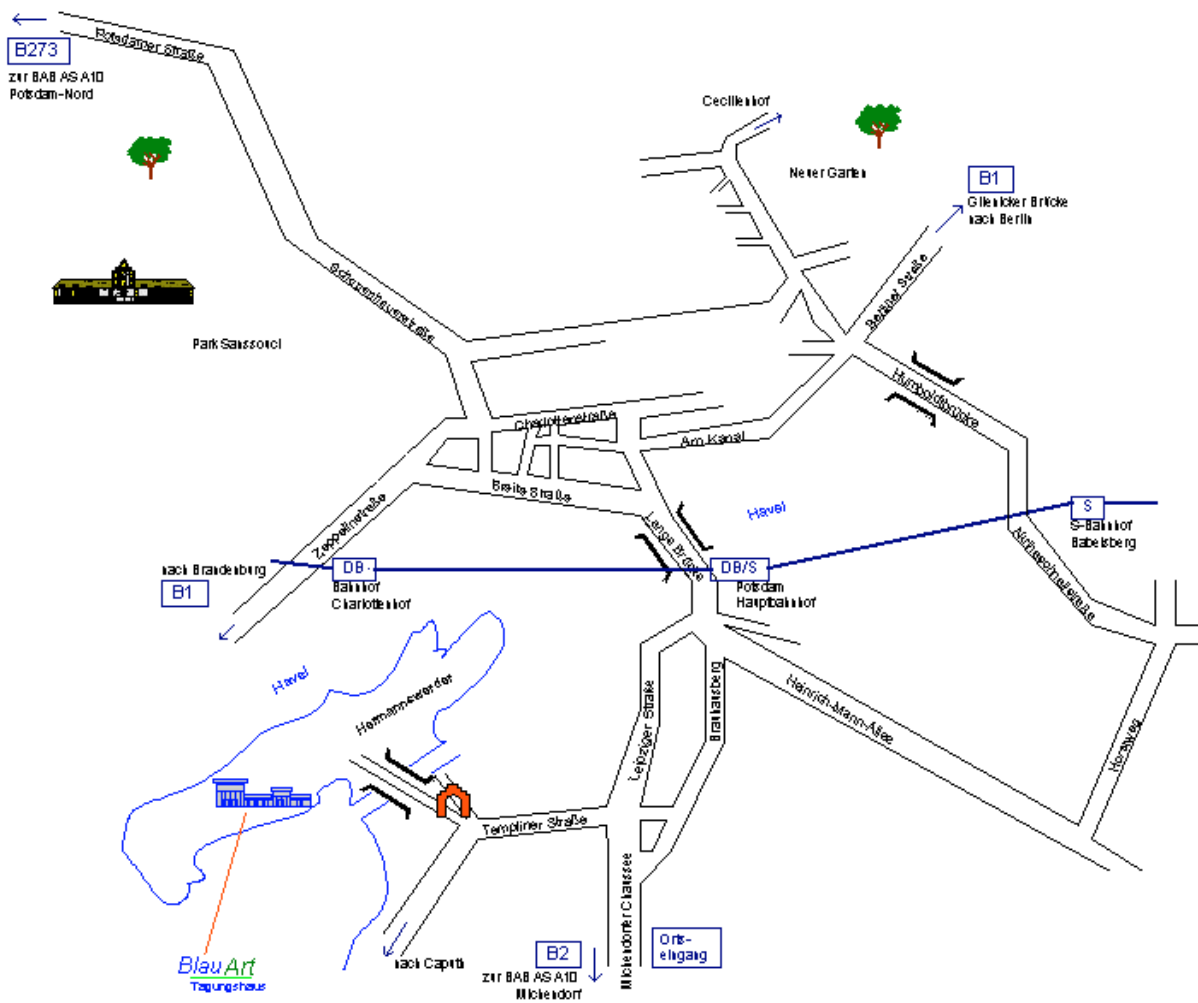 Potsdamer Straße
B273
zur BAB AS A10
Potsdam-Nord
Cecilienhof
Neuer Garten
B1
Glienicker Brücke
nach Berlin
Berliner Straße
Schopenhauerstraße
Park Sanssouci
Humboldtbrücke
Charlottenstraße
Am Kanal
Breite Straße
Zeppelinstraße
Lange Brücke
Havel
S
S-Bahnhof
Babelsberg
nach Brandenburg
B1
DB
Bahnhof
Charlottenhof
DB/S
Potsdam
Hauptbahnhof
Havel
Hermannswerder
Leipziger Straße
Brauhausberg
Heinrich-Mann-Allee
Horstweg
Templiner Straße
Michendorfer Chaussee
nach Caputh
B2
zur BAB AS A10
Michendorf
Orts-
eingang
BlauArt
Tagungshaus